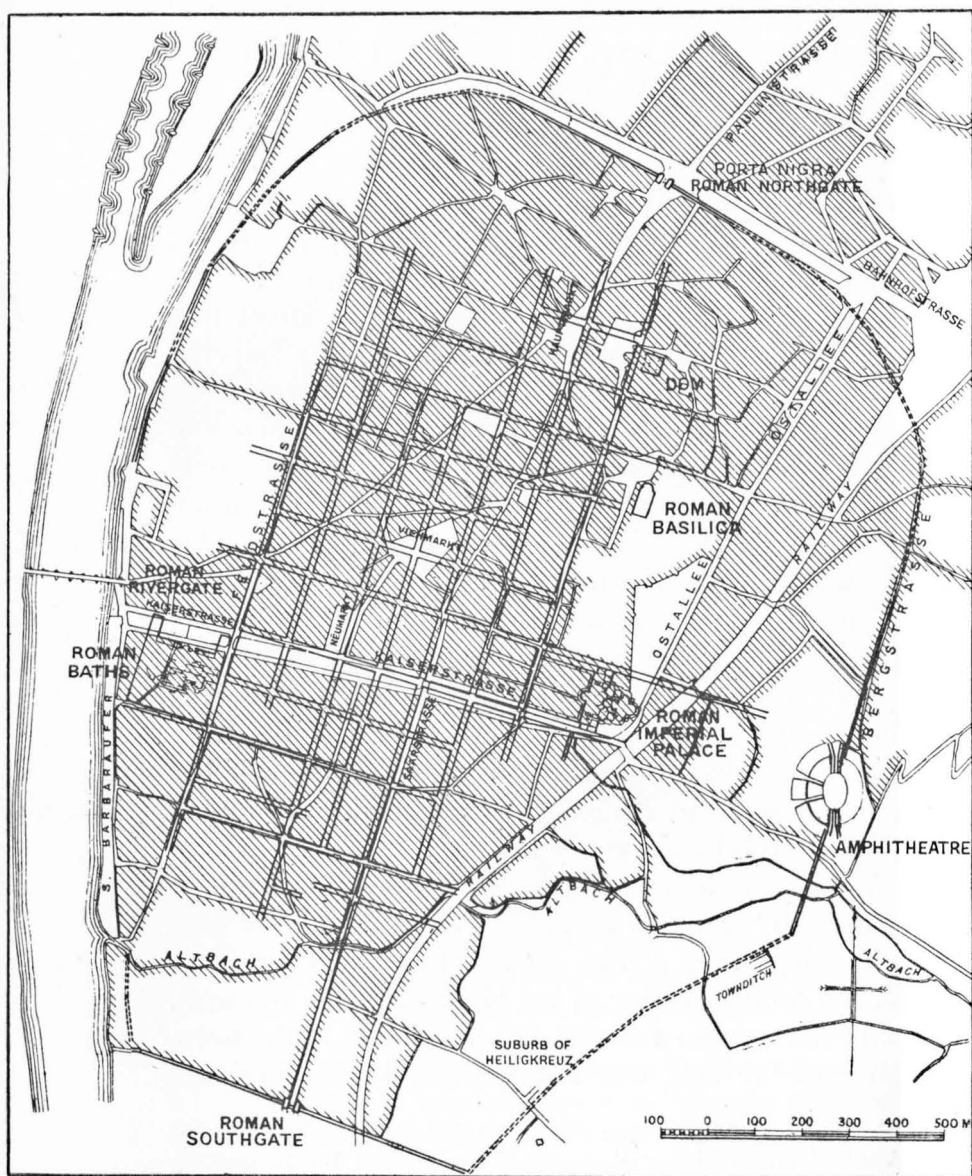 PAULINSTRASSE
PORTA NIGRA
ROMAN NORTHGATE
BAHNHOFSTRASSE
DOM
OSTALLEE
RAILWAY
ROMAN
BASILICA
FELDSTRASSE
VIEHMARKT
BERGSTRASSE
ROMAN
RIVERGATE
KAISERSTRASSE
NEUMARKT
OSTALLEE
ROMAN
BATHS
KAISERSTRASSE
ROMAN
IMPERIAL
PALACE
SAARSTRASSE
S. BARBARAUFER
AMPHITHEATRE
RAILWAY
ALTBACH
ALTBACH
ALTBACH
TOWNDITCH
SUBURB OF
HEILIGKREUZ
ROMAN
SOUTHGATE
100 0 100 200 300 400 500 M